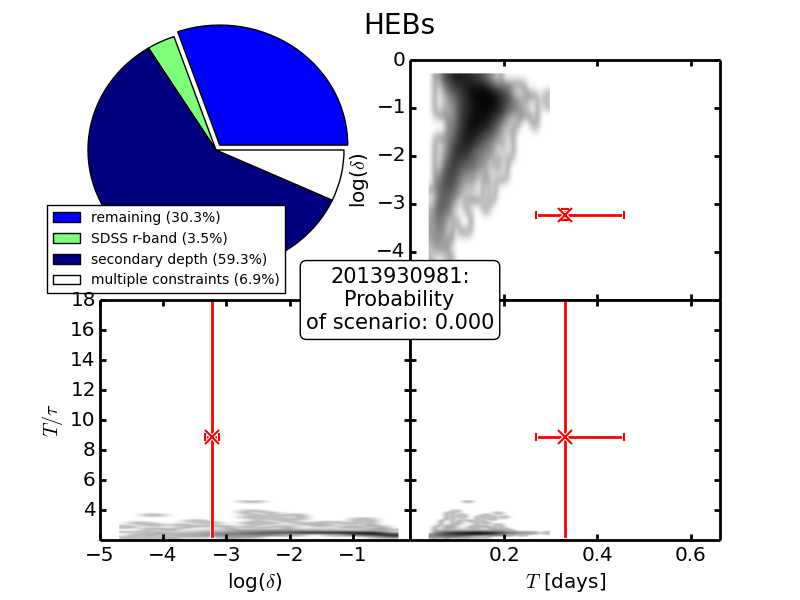 HEBs
remaining (30.3%)
SDSS r-band (3.5%)
secondary depth (59.3%)
multiple constraints (6.9%)
0
−1
−2
−3
−4
log(δ)
2013930981:
Probability
of scenario: 0.000
18
16
14
12
10
8
6
4
T/τ
−5 −4 −3 −2 −1
log(δ)
0.2 0.4 0.6
T [days]